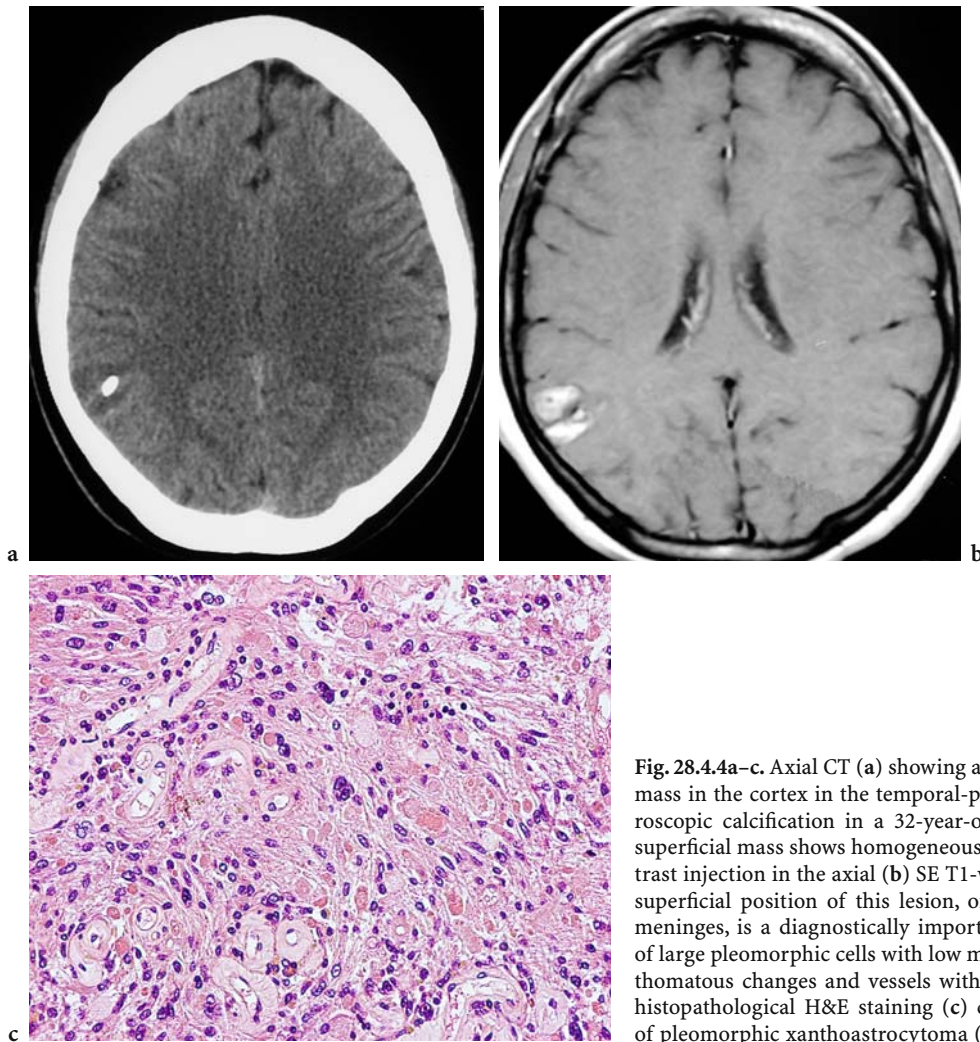 a
b
c
Fig. 28.4.4a–c. Axial CT (a) showing a
mass in the cortex in the temporal-p
roscopic calcification in a 32-year-o
superficial mass shows homogeneous
trast injection in the axial (b) SE T1-
superficial position of this lesion, o
meninges, is a diagnostically import
of large pleomorphic cells with low m
thomatous changes and vessels with
histopathological H&E staining (c)
of pleomorphic xanthoastrocytoma (